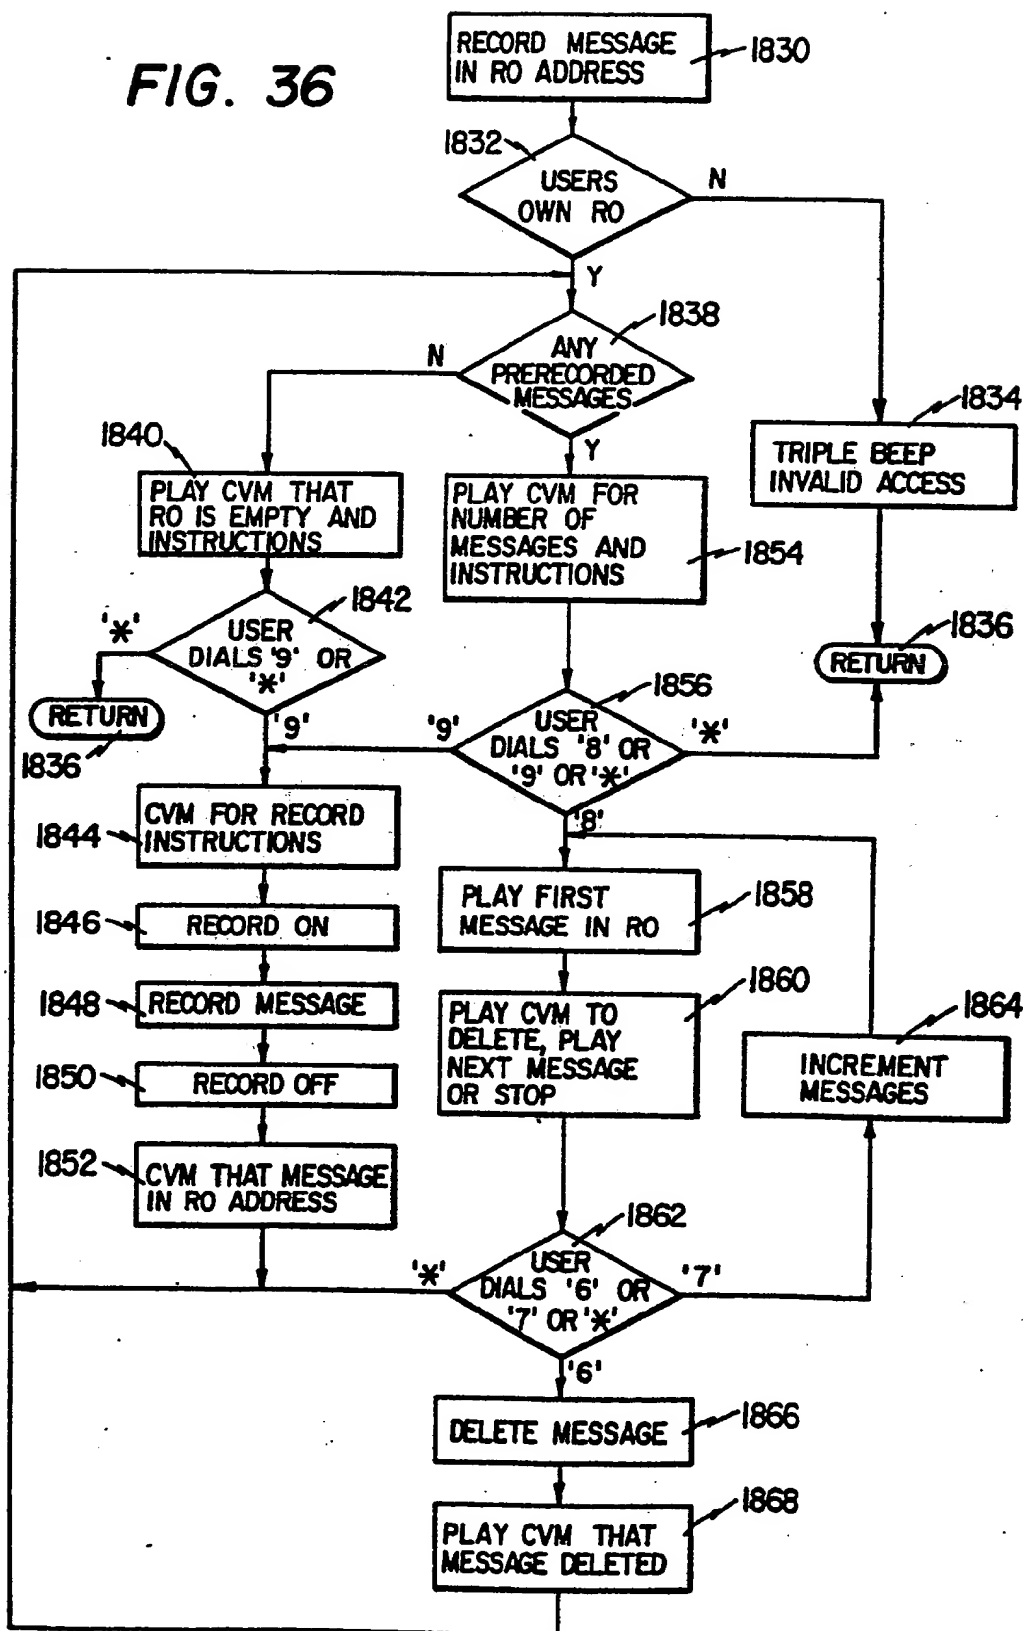 FIG. 36
RECORD MESSAGE
IN RO ADDRESS
1830
1832
USERS
OWN RO
N
Y
1838
ANY
PRERECORDED
MESSAGES
N
Y
1834
TRIPLE BEEP
INVALID ACCESS
1840
PLAY CVM THAT
RO IS EMPTY AND
INSTRUCTIONS
PLAY CVM FOR
NUMBER OF
MESSAGES AND
INSTRUCTIONS
1854
1842
USER
DIALS '9' OR
'*'
'*'
RETURN
1836
'9'
1836
RETURN
1856
USER
DIALS '8' OR
'9' OR '*'
'9'
'*'
'8'
1844
CVM FOR RECORD
INSTRUCTIONS
1846
RECORD ON
1848
RECORD MESSAGE
1850
RECORD OFF
1852
CVM THAT MESSAGE
IN RO ADDRESS
PLAY FIRST
MESSAGE IN RO
1858
PLAY CVM TO
DELETE, PLAY
NEXT MESSAGE
OR STOP
1860
1864
INCREMENT
MESSAGES
1862
USER
DIALS '6' OR
'7' OR '*'
'*'
'7'
'6'
DELETE MESSAGE
1866
PLAY CVM THAT
MESSAGE DELETED
1868